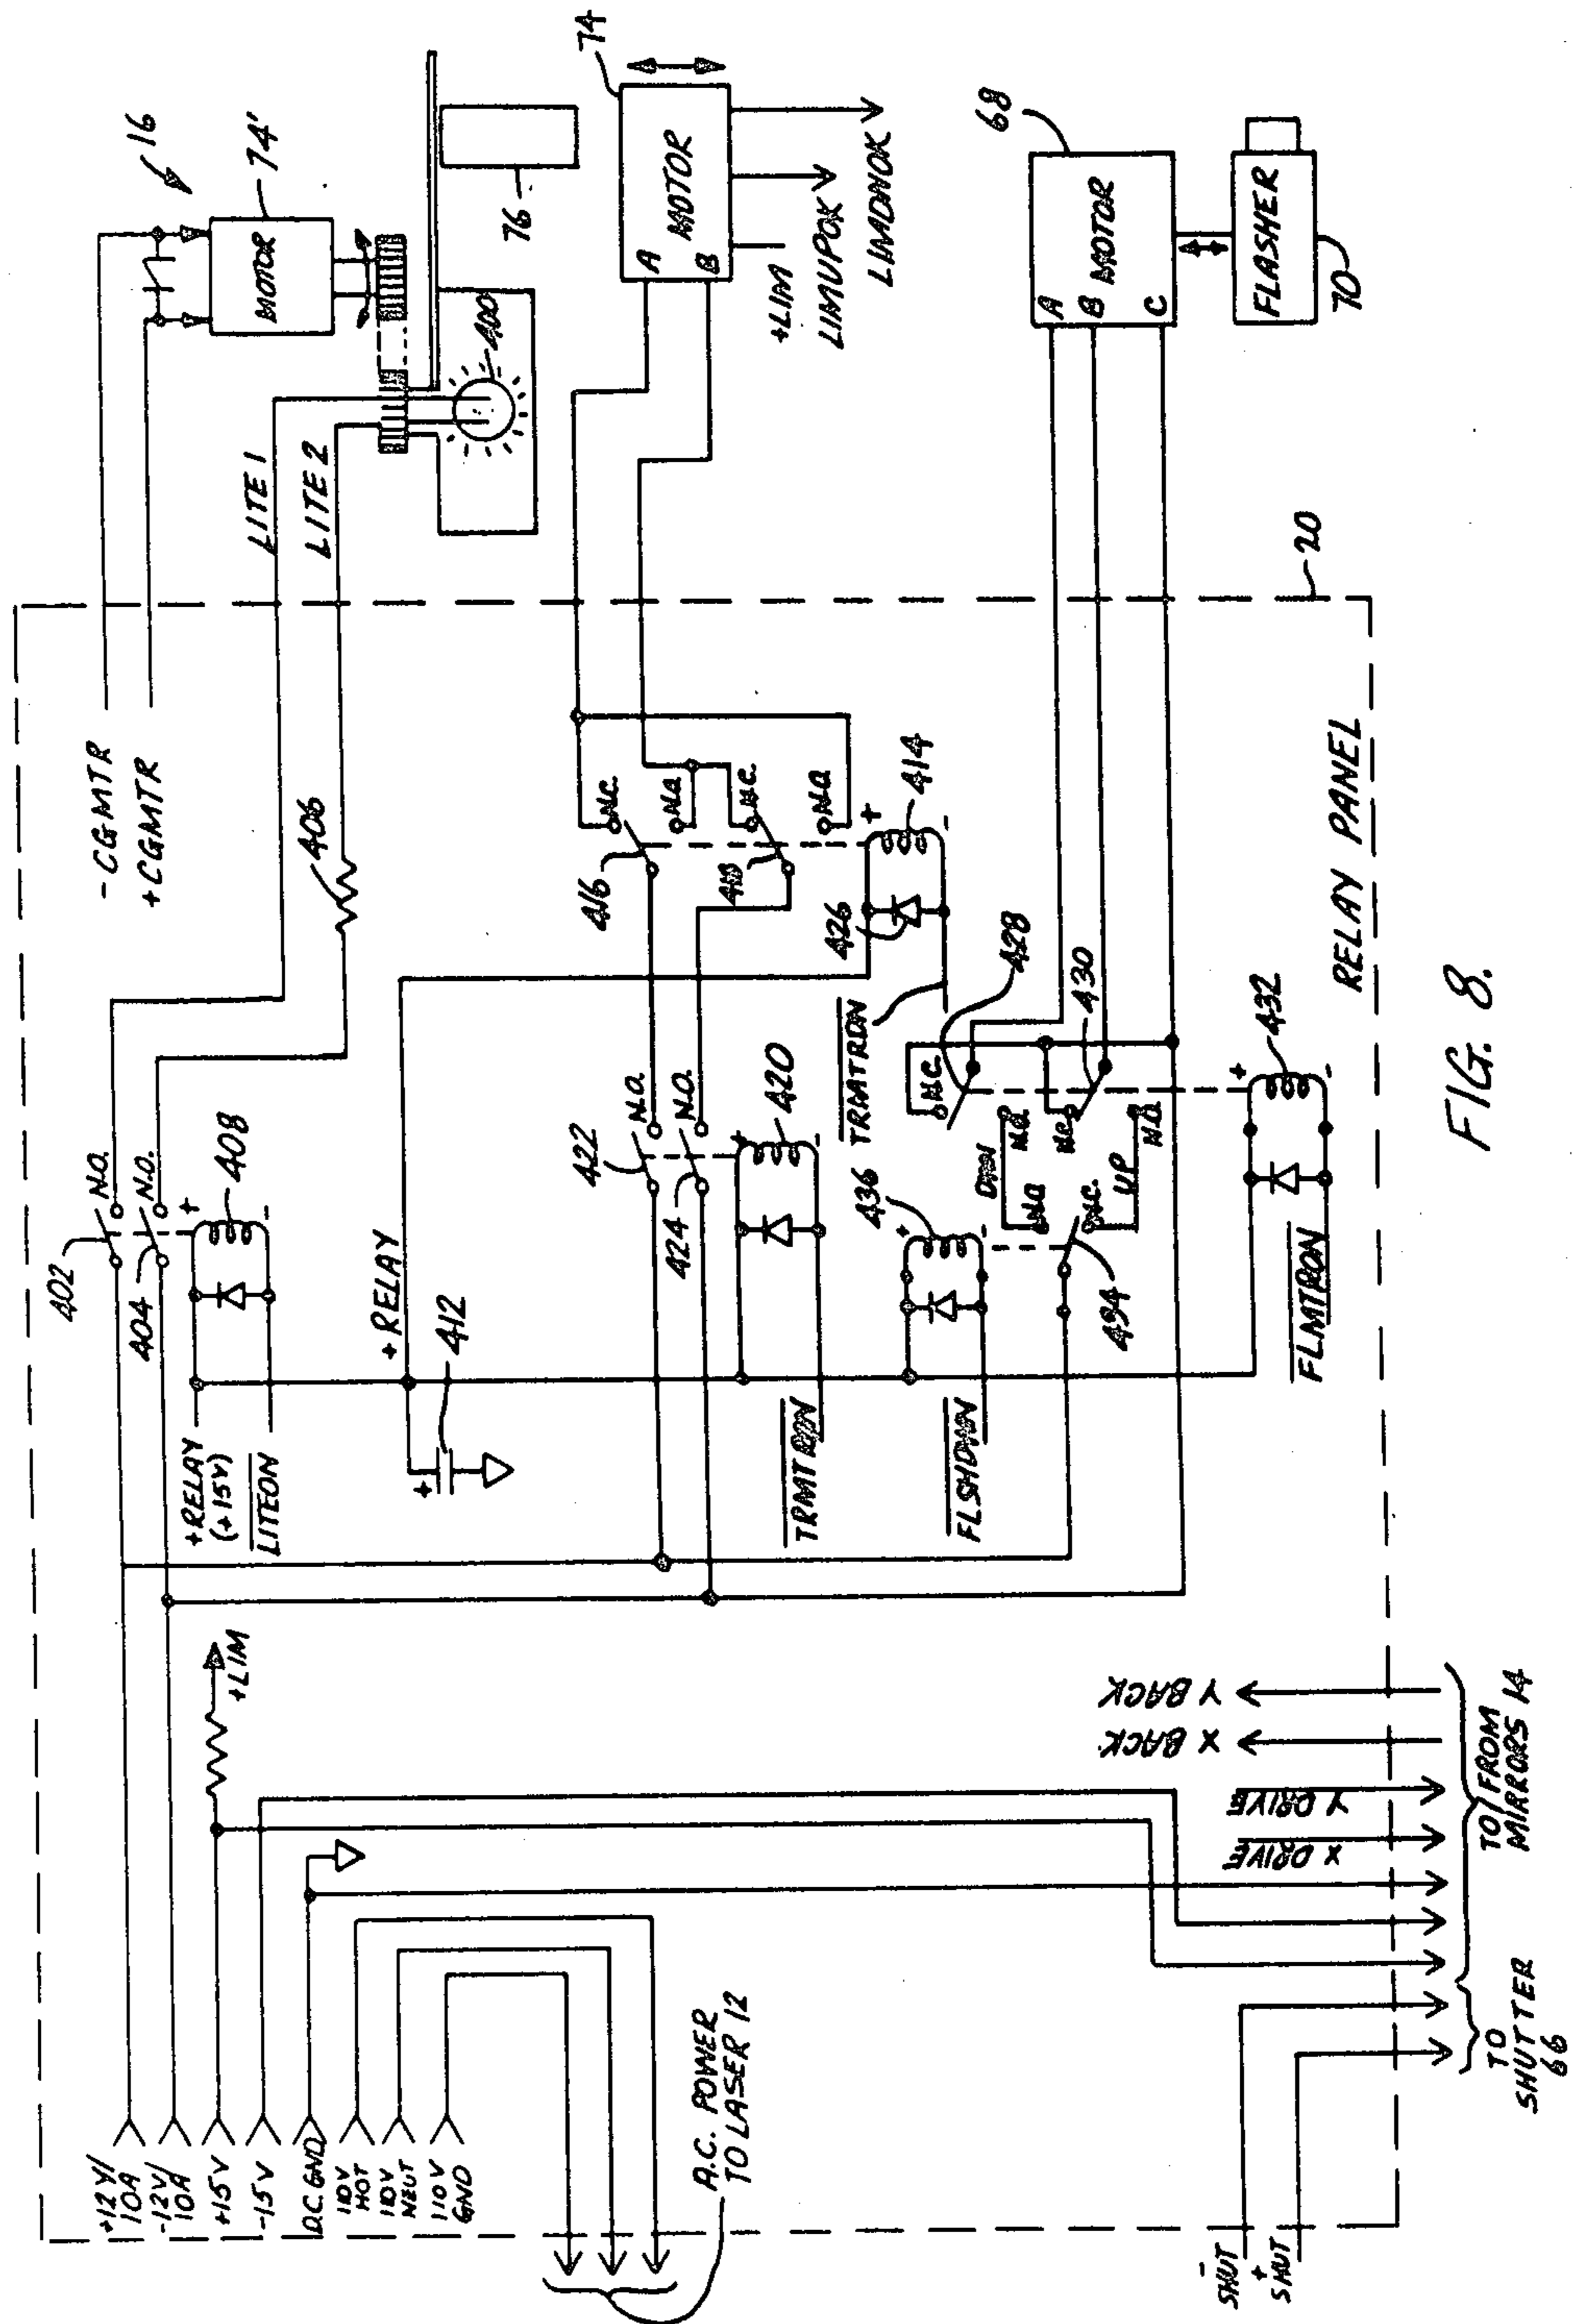 +12V/
10A
-12V/
10A
+15V
-15V
D.C. GND
110V
HOT
110V
NEUT
110V
GND
A.C. POWER
TO LASER 12
- SHUT
+ SHUT
TO
SHUTTER
66
TO/FROM
MIRRORS 14
X DRIVE
Y DRIVE
X BACK
Y BACK
+LIM
402
404
N.O.
N.O.
+
-
408
+RELAY
(+15V)
LITEON
+RELAY
412
+
422
424
N.O.
N.O.
+
-
420
TRMTRON
FLSHDWN
436
+
-
494
N.O.
N.C.
DWN
UP
N.C.
N.O.
N.C.
N.O.
428
430
+
-
432
FLMTRON
-CGMTR
+CGMTR
406
416
418
N.C.
N.O.
N.C.
N.O.
+
-
414
426
TRMTRDN
RELAY PANEL
20
LITE 1
LITE 2
16
74'
MOTOR
400
76
74
A
B
MOTOR
+LIM
LIMUPOK
LIMDNOK
68
A
B
C
MOTOR
FLASHER
70
FIG. 8.